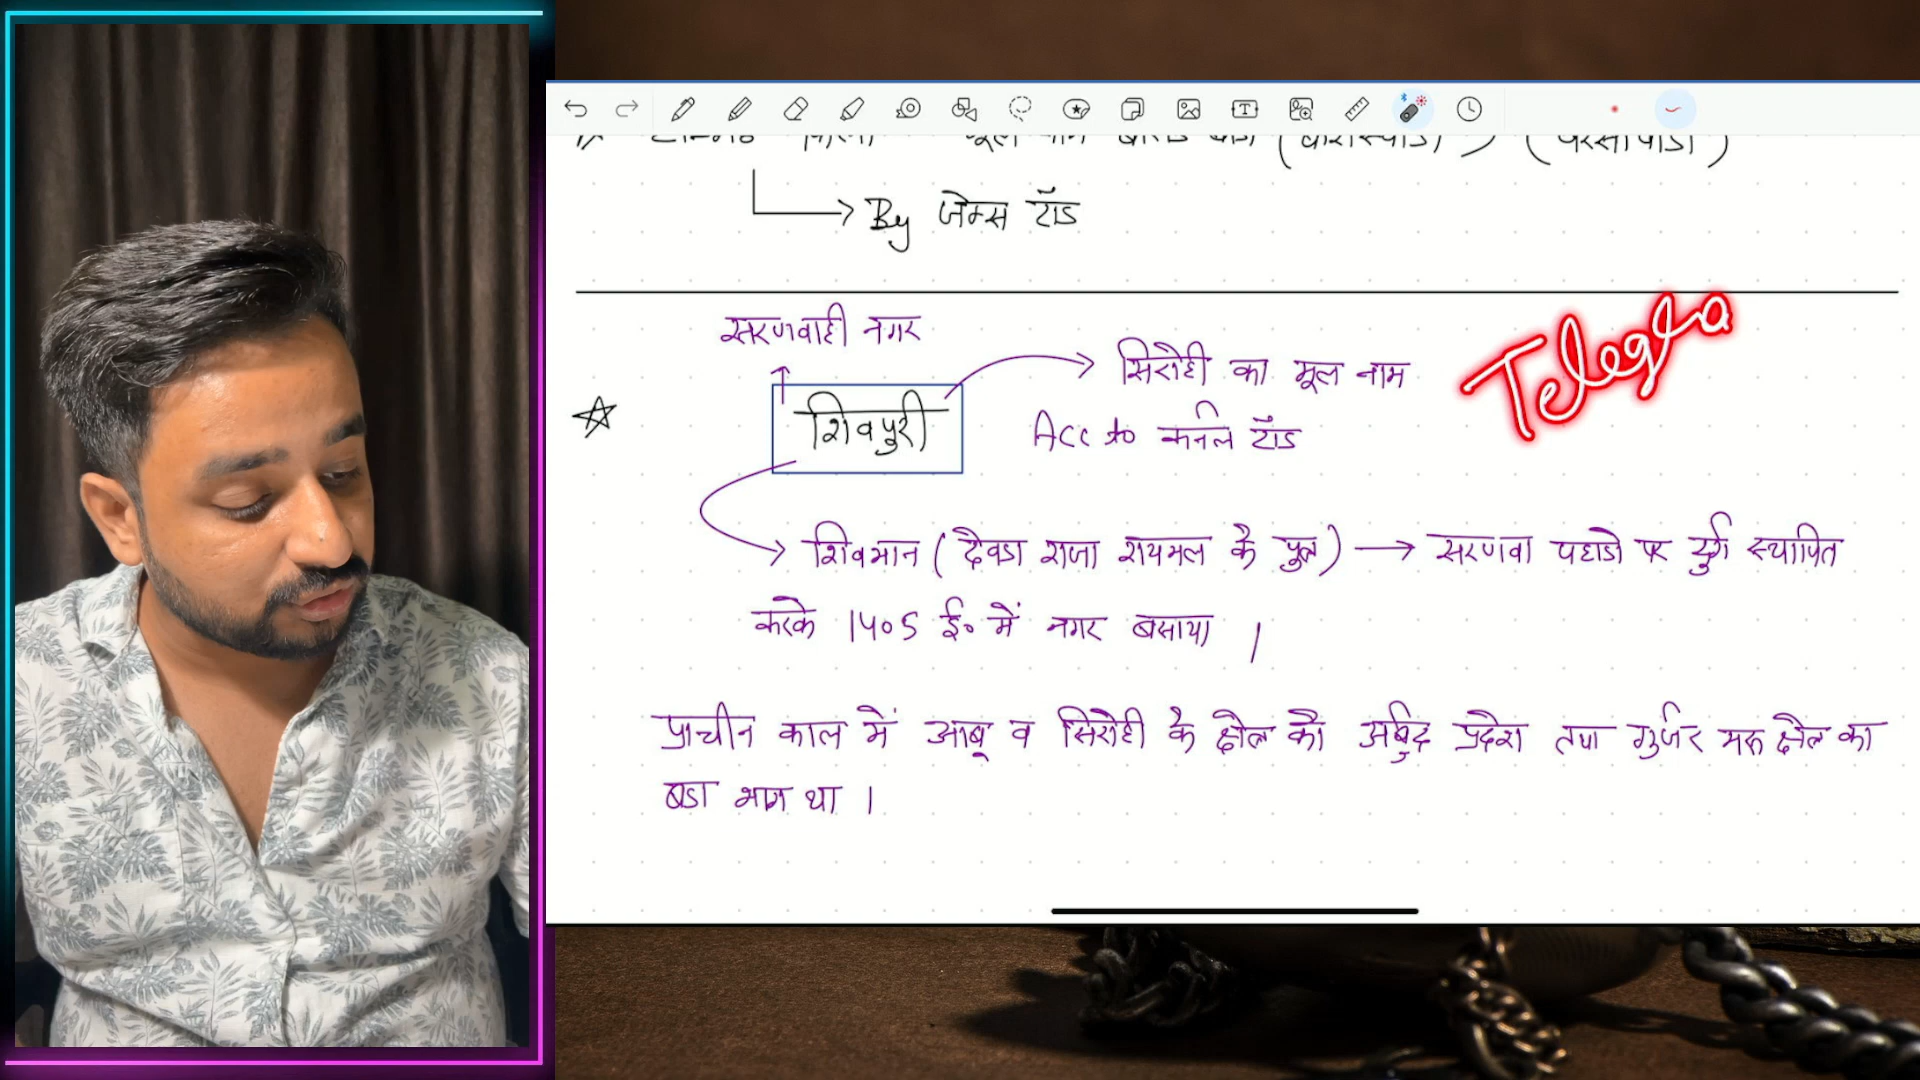 By जेम्स टॉड
सरणवाही नगर
सिरोही का मूल नाम
शिवपुरी
Acc to कर्नल टॉड
Telegra
शिवभान (देवडा राजा रायमल के पुत्र) → सरणवा पहाडी पर दुर्ग स्थापित
करके 1405 ई० में नगर बसाया ।
प्राचीन काल में आबू व सिरोही के क्षेत्र को अर्बुद प्रदेश तथा गुर्जर मरू क्षेत्र का
बडा भाग था ।